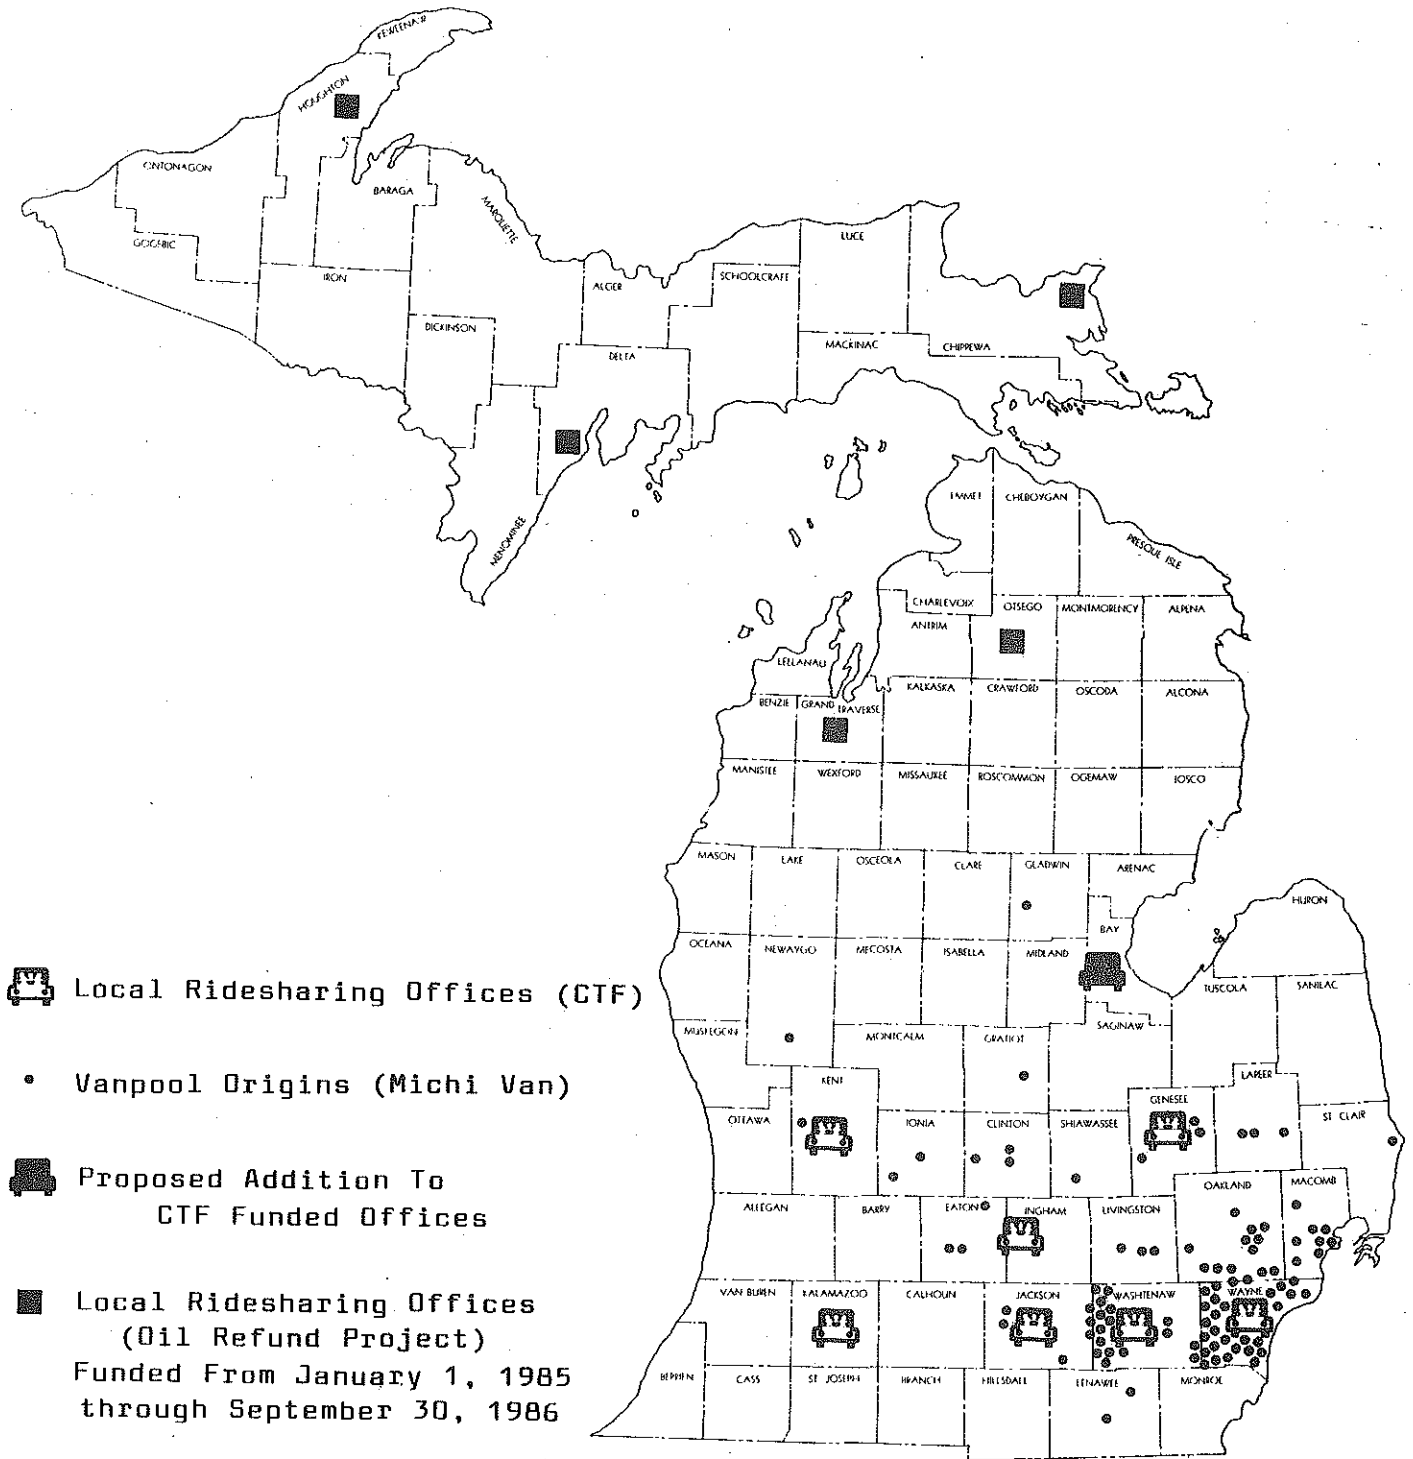 KEWEENAW
HOUGHTON
ONTONAGON
BARAGA
MARQUETTE
GOGEBIC
IRON
LUCE
ALGER
SCHOOLCRAFT
DICKINSON
DELTA
MACKINAC
CHIPPEWA
MENOMINEE
EMMET
CHEBOYGAN
PRESQUE ISLE
CHARLEVOIX
OTSEGO
MONTMORENCY
ALPENA
ANTRIM
LEELANAU
KALKASKA
CRAWFORD
OSCODA
ALCONA
BENZIE
GRAND TRAVERSE
MANISTEE
WEXFORD
MISSAUKEE
ROSCOMMON
OGEMAW
IOSCO
MASON
LAKE
OSCEOLA
CLARE
GLADWIN
ARENAC
HURON
BAY
OCEANA
NEWAYGO
MECOSTA
ISABELLA
MIDLAND
TUSCOLA
SANILAC
Local Ridesharing Offices (CTF)
MUSKEGON
MONTCALM
GRATIOT
SAGINAW
Vanpool Origins (Michi Van)
KENT
LAPEER
GENESEE
OTTAWA
IONIA
CLINTON
SHIAWASSEE
ST CLAIR
Proposed Addition To
CTF Funded Offices
OAKLAND
MACOMB
ALLEGAN
BARRY
EATON
INGHAM
LIVINGSTON
Local Ridesharing Offices
(Oil Refund Project)
Funded From January 1, 1985
through September 30, 1986
VAN BUREN
KALAMAZOO
CALHOUN
JACKSON
WASHTENAW
WAYNE
BERRIEN
CASS
ST JOSEPH
BRANCH
HILLSDALE
LENAWEE
MONROE